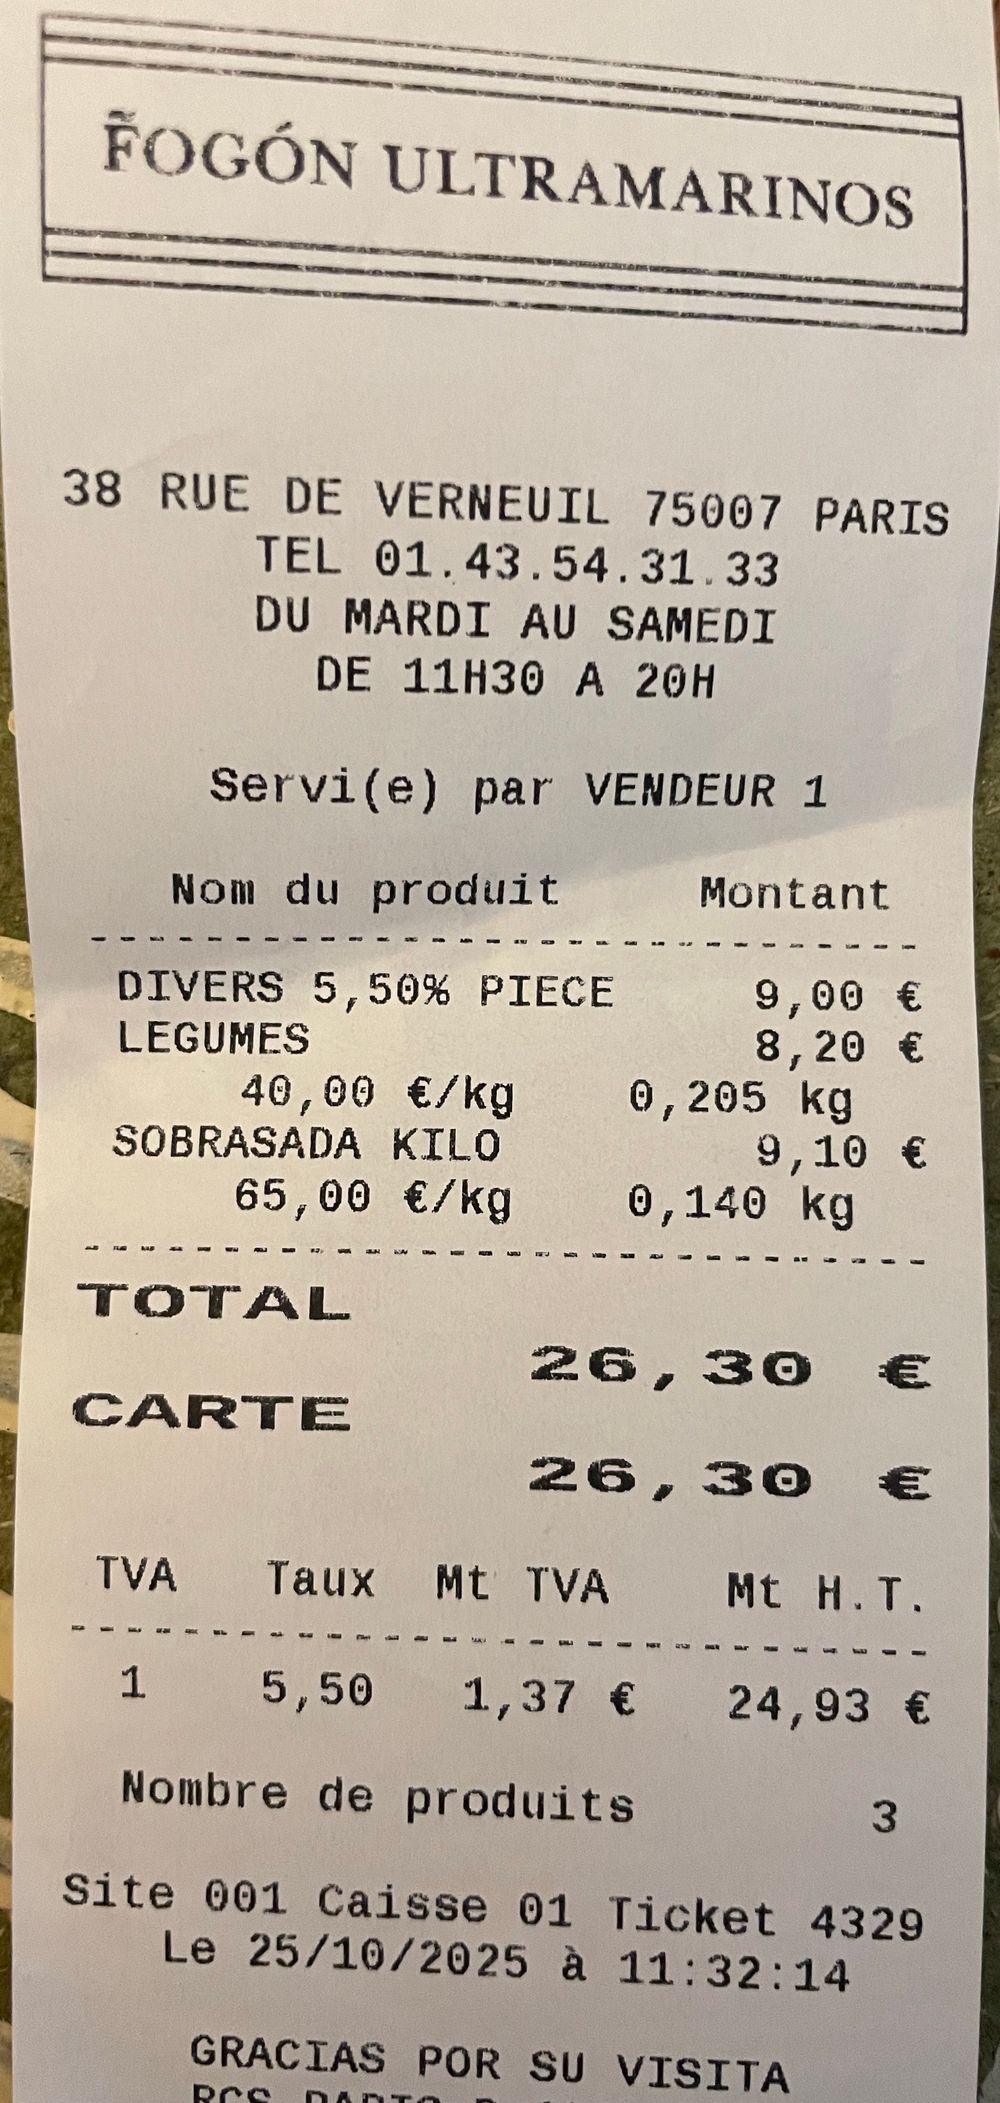 F̃OGÓN ULTRAMARINOS
38 RUE DE VERNEUIL 75007 PARIS
TEL 01.43.54.31.33
DU MARDI AU SAMEDI
DE 11H30 A 20H
Servi(e) par VENDEUR 1
Nom du produit Montant
DIVERS 5,50% PIECE 9,00 €
LEGUMES 8,20 €
40,00 €/kg 0,205 kg
SOBRASADA KILO 9,10 €
65,00 €/kg 0,140 kg
TOTAL
26,30 €
CARTE
26,30 €
TVA Taux Mt TVA Mt H.T.
1 5,50 1,37 € 24,93 €
Nombre de produits 3
Site 001 Caisse 01 Ticket 4329
Le 25/10/2025 à 11:32:14
GRACIAS POR SU VISITA
RCS PARIS